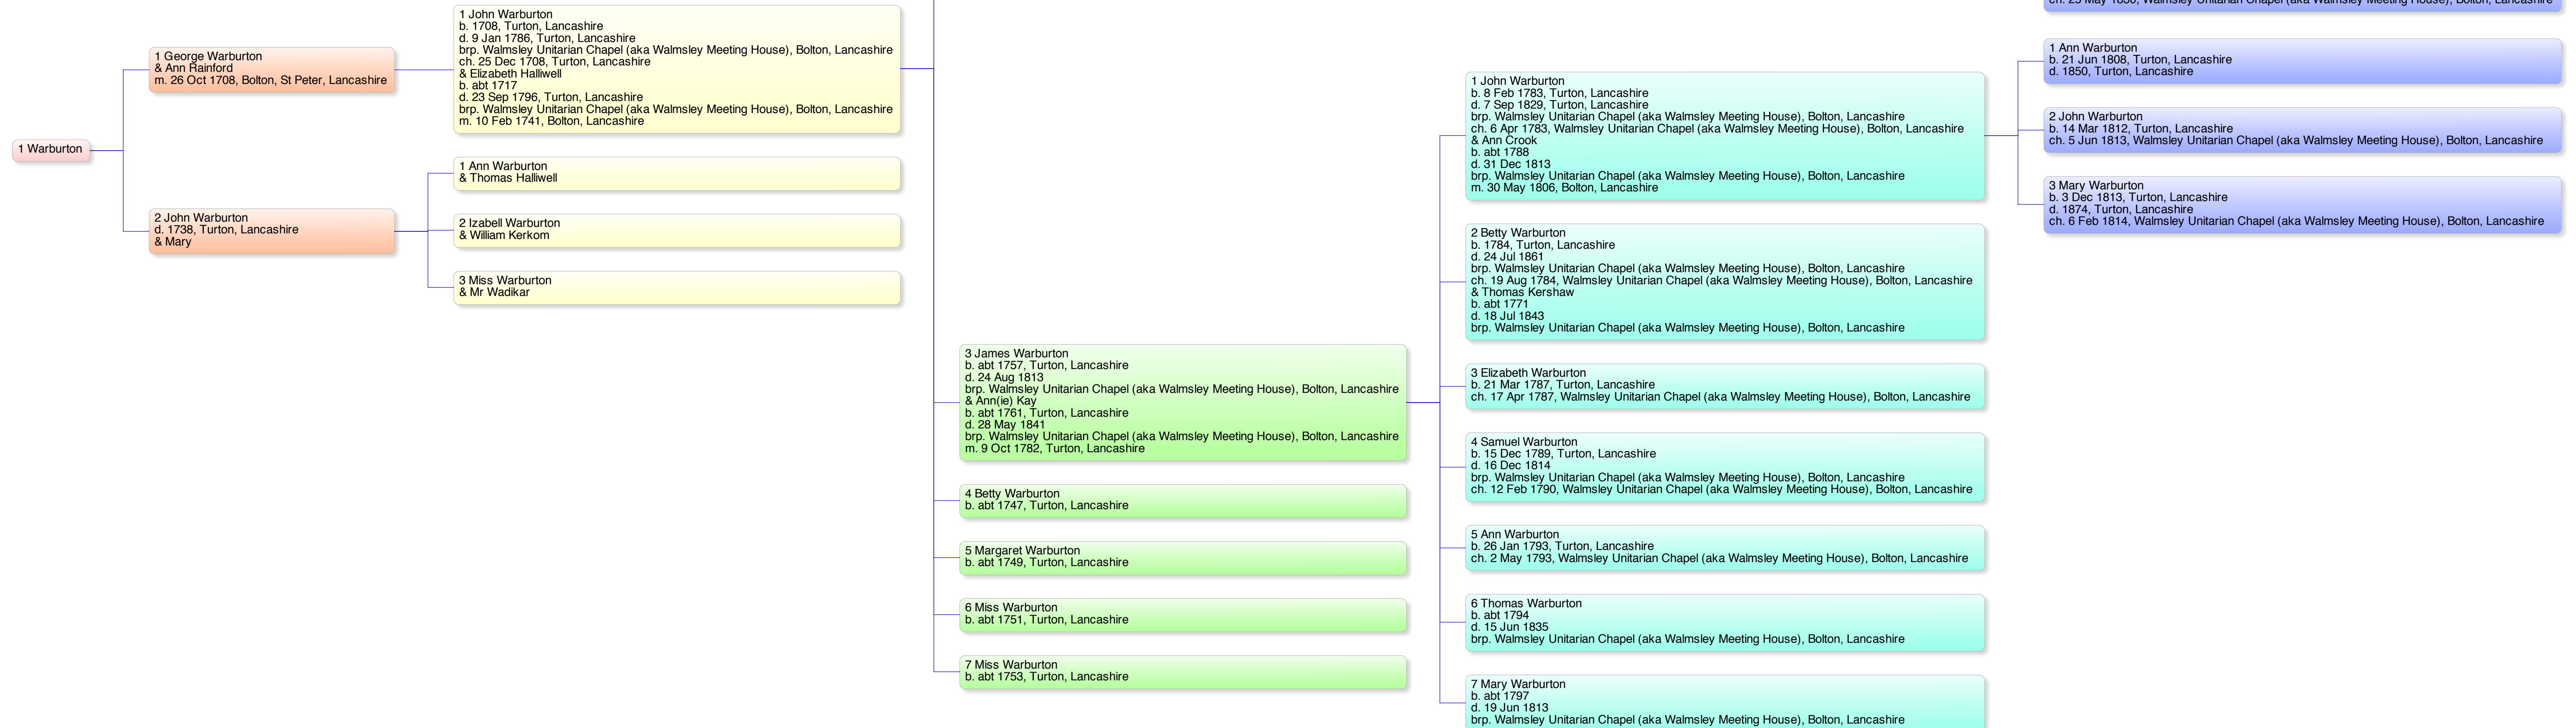 1 Warburton
1 George Warburton
& Ann Rainford
m. 26 Oct 1708, Bolton, St Peter, Lancashire
2 John Warburton
d. 1738, Turton, Lancashire
& Mary
1 John Warburton
b. 1708, Turton, Lancashire
d. 9 Jan 1786, Turton, Lancashire
brp. Walmsley Unitarian Chapel (aka Walmsley Meeting House), Bolton, Lancashire
ch. 25 Dec 1708, Turton, Lancashire
& Elizabeth Halliwell
b. abt 1717
d. 23 Sep 1796, Turton, Lancashire
brp. Walmsley Unitarian Chapel (aka Walmsley Meeting House), Bolton, Lancashire
m. 10 Feb 1741, Bolton, Lancashire
1 Ann Warburton
& Thomas Halliwell
2 Izabell Warburton
& William Kerkom
3 Miss Warburton
& Mr Wadikar
3 James Warburton
b. abt 1757, Turton, Lancashire
d. 24 Aug 1813
brp. Walmsley Unitarian Chapel (aka Walmsley Meeting House), Bolton, Lancashire
& Ann(ie) Kay
b. abt 1761, Turton, Lancashire
d. 28 May 1841
brp. Walmsley Unitarian Chapel (aka Walmsley Meeting House), Bolton, Lancashire
m. 9 Oct 1782, Turton, Lancashire
4 Betty Warburton
b. abt 1747, Turton, Lancashire
5 Margaret Warburton
b. abt 1749, Turton, Lancashire
6 Miss Warburton
b. abt 1751, Turton, Lancashire
7 Miss Warburton
b. abt 1753, Turton, Lancashire
1 John Warburton
b. 8 Feb 1783, Turton, Lancashire
d. 7 Sep 1829, Turton, Lancashire
brp. Walmsley Unitarian Chapel (aka Walmsley Meeting House), Bolton, Lancashire
ch. 6 Apr 1783, Walmsley Unitarian Chapel (aka Walmsley Meeting House), Bolton, Lancashire
& Ann Crook
b. abt 1788
d. 31 Dec 1813
brp. Walmsley Unitarian Chapel (aka Walmsley Meeting House), Bolton, Lancashire
m. 30 May 1806, Bolton, Lancashire
2 Betty Warburton
b. 1784, Turton, Lancashire
d. 24 Jul 1861
brp. Walmsley Unitarian Chapel (aka Walmsley Meeting House), Bolton, Lancashire
ch. 19 Aug 1784, Walmsley Unitarian Chapel (aka Walmsley Meeting House), Bolton, Lancashire
& Thomas Kershaw
b. abt 1771
d. 18 Jul 1843
brp. Walmsley Unitarian Chapel (aka Walmsley Meeting House), Bolton, Lancashire
3 Elizabeth Warburton
b. 21 Mar 1787, Turton, Lancashire
ch. 17 Apr 1787, Walmsley Unitarian Chapel (aka Walmsley Meeting House), Bolton, Lancashire
4 Samuel Warburton
b. 15 Dec 1789, Turton, Lancashire
d. 16 Dec 1814
brp. Walmsley Unitarian Chapel (aka Walmsley Meeting House), Bolton, Lancashire
ch. 12 Feb 1790, Walmsley Unitarian Chapel (aka Walmsley Meeting House), Bolton, Lancashire
5 Ann Warburton
b. 26 Jan 1793, Turton, Lancashire
ch. 2 May 1793, Walmsley Unitarian Chapel (aka Walmsley Meeting House), Bolton, Lancashire
6 Thomas Warburton
b. abt 1794
d. 15 Jun 1835
brp. Walmsley Unitarian Chapel (aka Walmsley Meeting House), Bolton, Lancashire
7 Mary Warburton
b. abt 1797
d. 19 Jun 1813
brp. Walmsley Unitarian Chapel (aka Walmsley Meeting House), Bolton, Lancashire
Walmsley Unitarian Chapel (aka Walmsley Meeting House), Bolton, Lancashire
1 Ann Warburton
b. 21 Jun 1808, Turton, Lancashire
d. 1850, Turton, Lancashire
2 John Warburton
b. 14 Mar 1812, Turton, Lancashire
ch. 5 Jun 1813, Walmsley Unitarian Chapel (aka Walmsley Meeting House), Bolton, Lancashire
3 Mary Warburton
b. 3 Dec 1813, Turton, Lancashire
d. 1874, Turton, Lancashire
ch. 6 Feb 1814, Walmsley Unitarian Chapel (aka Walmsley Meeting House), Bolton, Lancashire